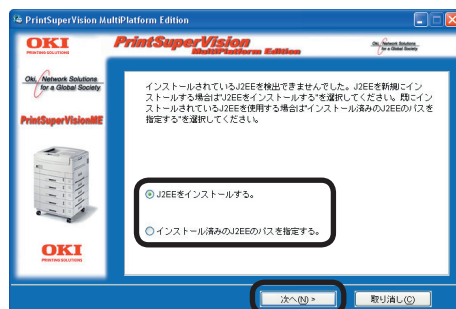 PrintSuperVision MultiPlatform Edition
OKI
PRINTING SOLUTIONS
PrintSuperVision
MultiPlatform Edition
Oki, Network Solutions
for a Global Society
Oki, Network Solutions
for a Global Society
PrintSuperVisionME
OKI
PRINTING SOLUTIONS
インストールされているJ2EEを検出できませんでした。J2EEを新規にイン
ストールする場合は"J2EEをインストールする"を選択してください。既にイン
ストールされているJ2EEを使用する場合は"インストール済みのJ2EEのパスを
指定する"を選択してください。
J2EEをインストールする。
インストール済みのJ2EEのパスを指定する。
次へ(N) >
取り消し(C)